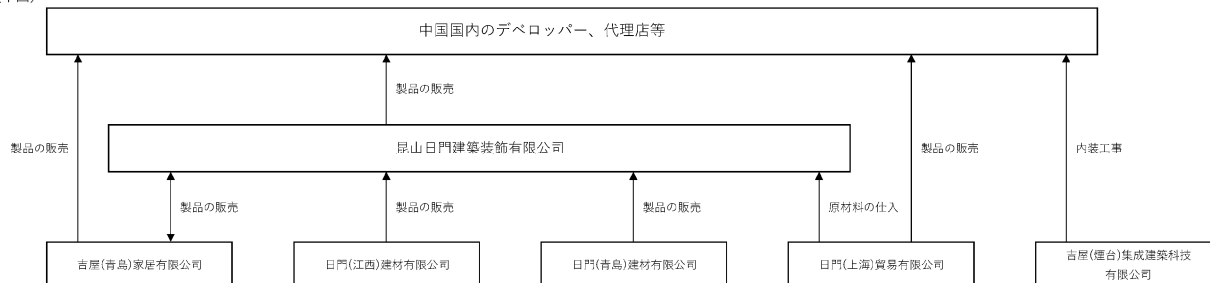 中国国内のデベロッパー、代理店等
製品の販売
製品の販売
昆山日門建築装飾有限公司
製品の販売
内装工事
製品の販売
製品の販売
製品の販売
原材料の仕入
吉屋(青島)家居有限公司
日門(江西)建材有限公司
日門(青島)建材有限公司
日門(上海)貿易有限公司
吉屋(煙台)集成建築科技
有限公司